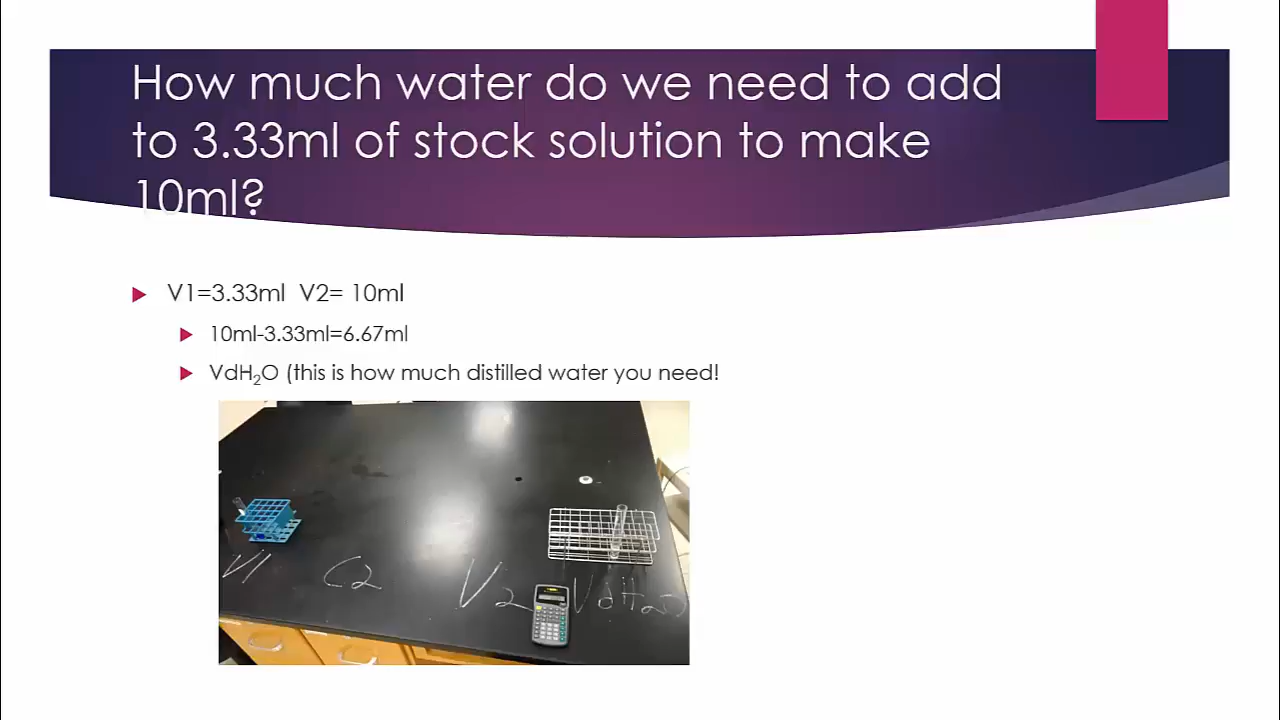 How much water do we need to add
to 3.33ml of stock solution to make
10ml?
V1=3.33ml V2= 10ml
10ml-3.33ml=6.67ml
VdH₂O (this is how much distilled water you need!
V1 C2 V2 VdH₂O